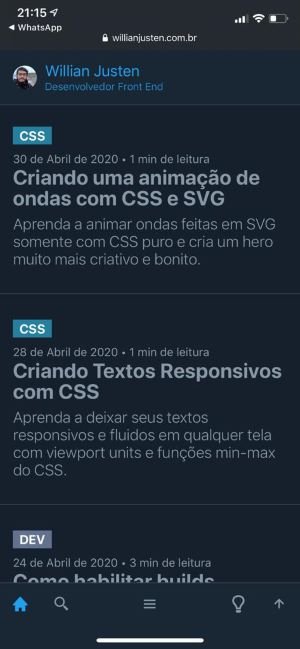 21:15
WhatsApp
willianjusten.com.br
Willian Justen
Desenvolvedor Front End
CSS
30 de Abril de 2020 • 1 min de leitura
Criando uma animação de
ondas com CSS e SVG
Aprenda a animar ondas feitas em SVG
somente com CSS puro e cria um hero
muito mais criativo e bonito.
CSS
28 de Abril de 2020 • 1 min de leitura
Criando Textos Responsivos
com CSS
Aprenda a deixar seus textos
responsivos e fluidos em qualquer tela
com viewport units e funções min-max
do CSS.
DEV
24 de Abril de 2020 • 3 min de leitura
Como habilitar builds